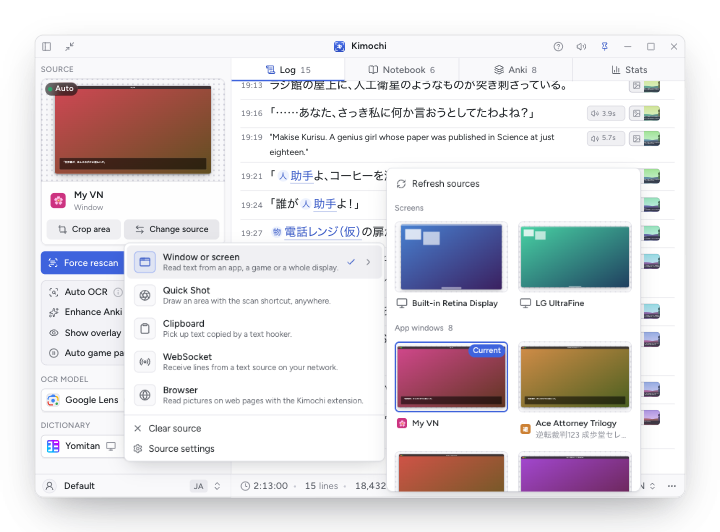 Kimochi
SOURCE
Auto
My VN
Window
Crop area
Change source
Force rescan
Auto OCR
Enhance Anki
Show overlay
Auto game pa
OCR MODEL
Google Lens
DICTIONARY
Yomitan
Default
JA
Log 15
Notebook 6
Anki 8
Stats
19:13 ラジ館の屋上に、人工衛星のようなものが突き刺さっている。
19:16 「……あなた、さっき私に何か言おうとしてたわよね？」
3.9s
19:19 "Makise Kurisu. A genius girl whose paper was published in Science at just
eighteen."
5.7s
19:21 「人 助手よ、コーヒーを
19:24 「誰が 人 助手よ！」
19:27 物 電話レンジ(仮)の扉
Window or screen
Read text from an app, a game or a whole display.
Quick Shot
Draw an area with the scan shortcut, anywhere.
Clipboard
Pick up text copied by a text hooker.
WebSocket
Receive lines from a text source on your network.
Browser
Read pictures on web pages with the Kimochi extension.
Clear source
Source settings
Refresh sources
Screens
Built-in Retina Display
LG UltraFine
App windows 8
Current
My VN
Ace Attorney Trilogy
逆転裁判123 成歩堂セレ…
2:13:00 • 15 lines • 18,432
N